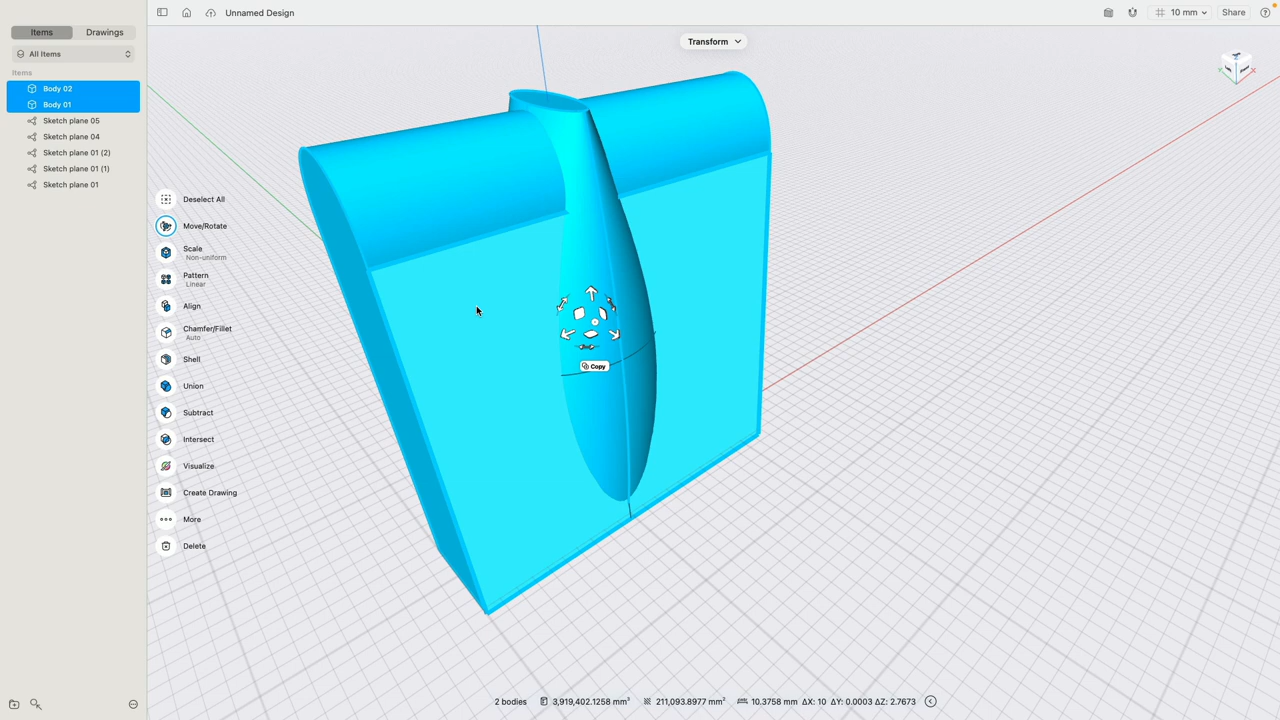 Unnamed Design
10 mm
Share
Items
Drawings
All Items
Items
Body 02
Body 01
Sketch plane 05
Sketch plane 04
Sketch plane 01 (2)
Sketch plane 01 (1)
Sketch plane 01
Transform
Deselect All
Move/Rotate
Scale
Non-uniform
Pattern
Linear
Align
Chamfer/Fillet
Auto
Shell
Union
Subtract
Intersect
Visualize
Create Drawing
More
Delete
Copy
2 bodies 3,919,402.1258 mm³ 211,093.8977 mm² 10.3758 mm ΔX: 10 ΔY: 0.0003 ΔZ: 2.7673